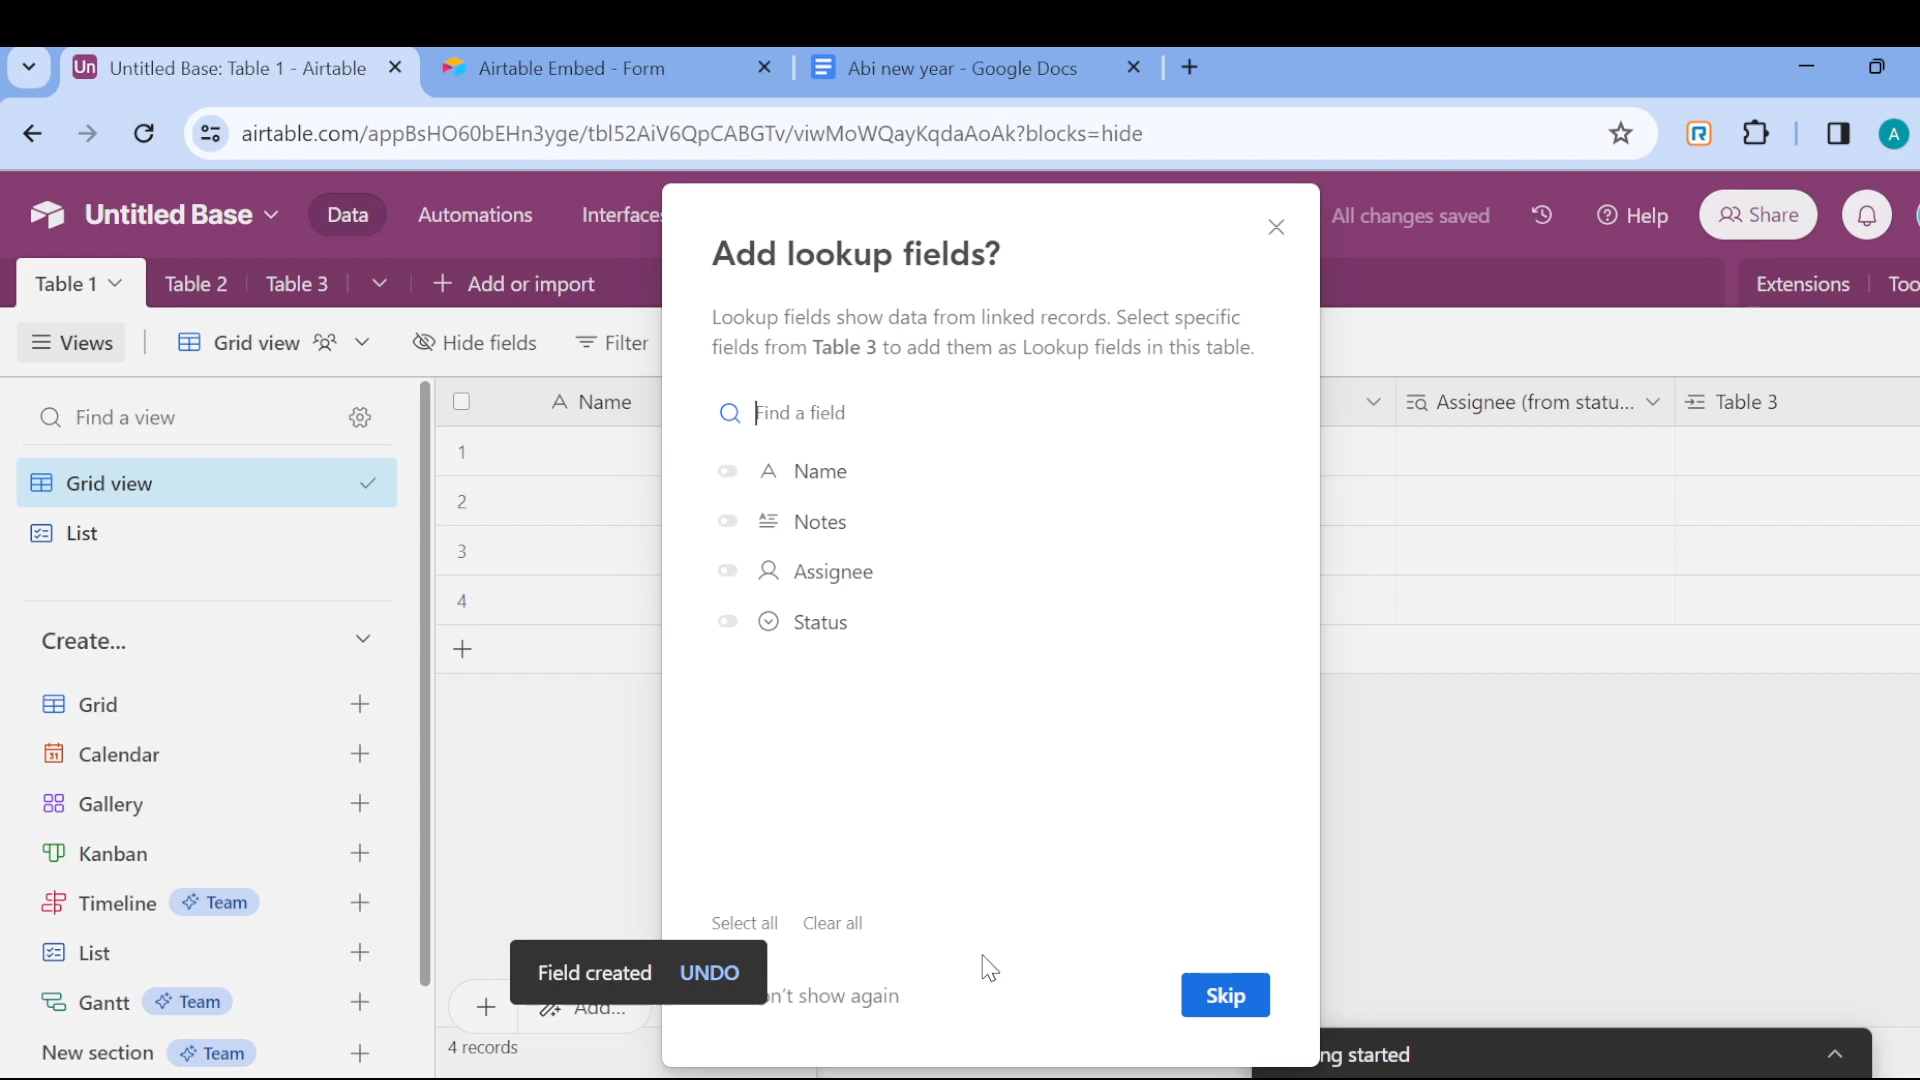 Un Untitled Base: Table 1 - Airtable
Airtable Embed - Form
Abi new year - Google Docs
airtable.com/appBsHO60bEHn3yge/tbl52AiV6QpCABGTv/viwMoWQayKqdaAoAk?blocks=hide
A
Untitled Base
Data
Automations
Interfaces
All changes saved
Help
Share
Table 1
Table 2
Table 3
Add or import
Extensions
Too
Views
Grid view
Hide fields
Filter
Find a view
Grid view
List
Create...
Grid
Calendar
Gallery
Kanban
Timeline Team
List
Gantt Team
New section Team
Name
Assignee (from statu...
Table 3
1
2
3
4
Add...
4 records
Add lookup fields?
Lookup fields show data from linked records. Select specific
fields from Table 3 to add them as Lookup fields in this table.
Find a field
Name
Notes
Assignee
Status
Select all Clear all
Field created UNDO
n't show again
Skip
ng started